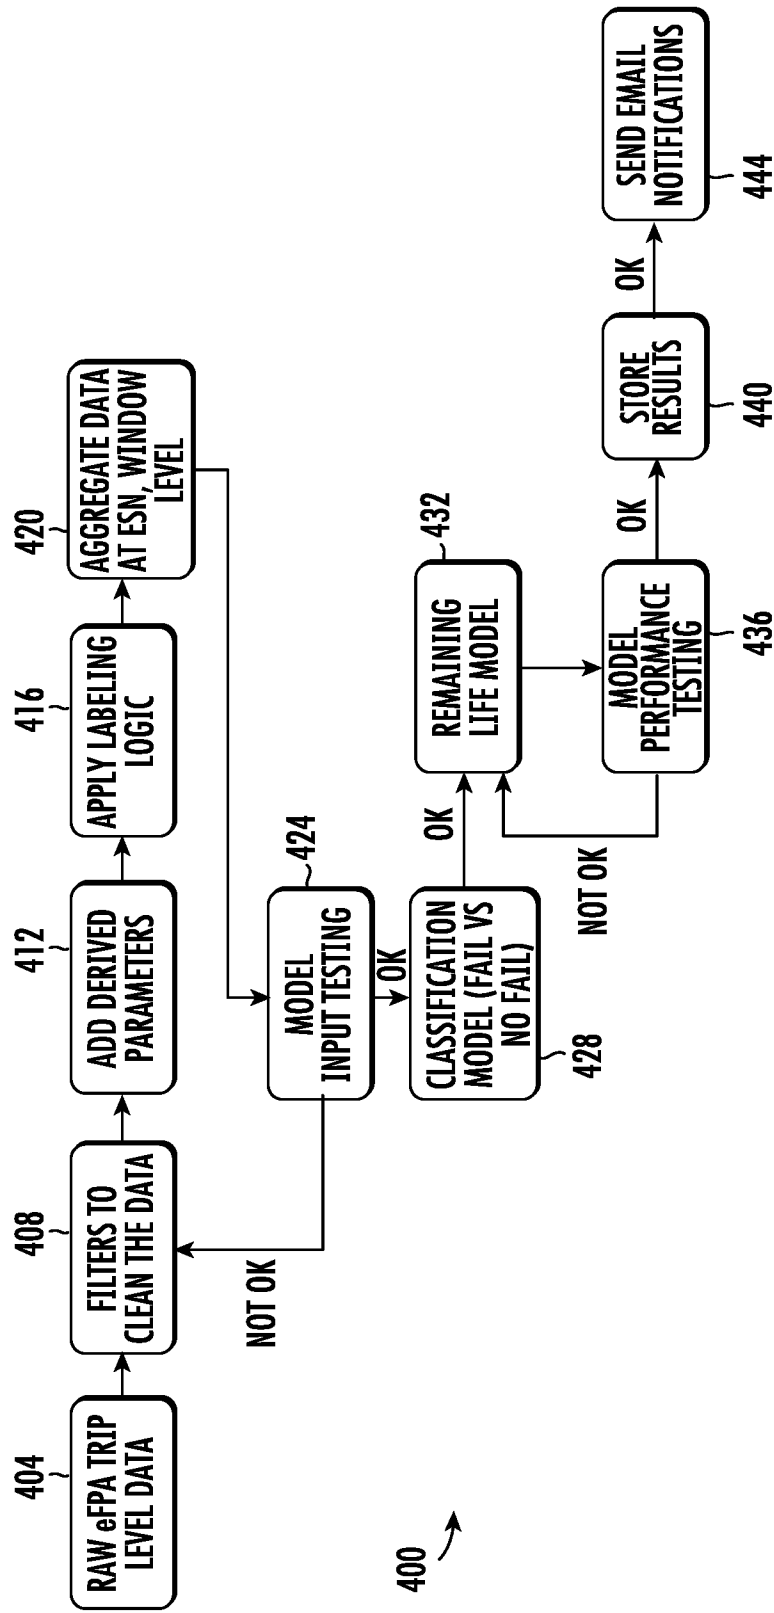 404
RAW eFPA TRIP
LEVEL DATA
408
FILTERS TO
CLEAN THE DATA
412
ADD DERIVED
PARAMETERS
416
APPLY LABELING
LOGIC
420
AGGREGATE DATA
AT ESN, WINDOW
LEVEL
NOT OK
424
MODEL
INPUT TESTING
OK
CLASSIFICATION
MODEL (FAIL VS
NO FAIL)
428
OK
432
REMAINING
LIFE MODEL
NOT OK
MODEL
PERFORMANCE
TESTING
436
OK
STORE
RESULTS
440
OK
SEND EMAIL
NOTIFICATIONS
444
400